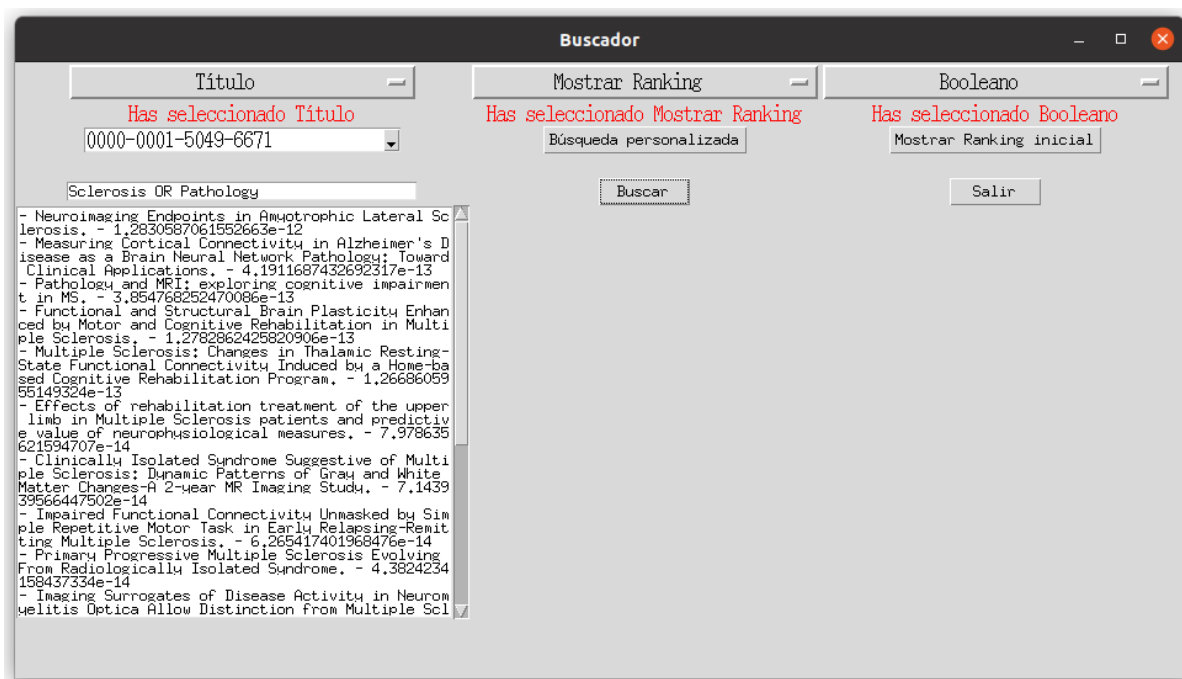 Buscador
Título
Mostrar Ranking
Booleano
Has seleccionado Título
Has seleccionado Mostrar Ranking
Has seleccionado Booleano
0000-0001-5049-6671
Búsqueda personalizada
Mostrar Ranking inicial
Sclerosis OR Pathology
Buscar
Salir
- Neuroimaging Endpoints in Amyotrophic Lateral Sc
lerosis. - 1.2830587061552663e-12
- Measuring Cortical Connectivity in Alzheimer's D
isease as a Brain Neural Network Pathology: Toward
 Clinical Applications. - 4.1911687432692317e-13
- Pathology and MRI: exploring cognitive impairmen
t in MS. - 3.854768252470086e-13
- Functional and Structural Brain Plasticity Enhan
ced by Motor and Cognitive Rehabilitation in Multi
ple Sclerosis. - 1.2782862425820906e-13
- Multiple Sclerosis: Changes in Thalamic Resting-
State Functional Connectivity Induced by a Home-ba
sed Cognitive Rehabilitation Program. - 1.26686059
55149324e-13
- Effects of rehabilitation treatment of the upper
 limb in Multiple Sclerosis patients and predictiv
e value of neurophysiological measures. - 7.978635
621594707e-14
- Clinically Isolated Syndrome Suggestive of Multi
ple Sclerosis: Dynamic Patterns of Gray and White
Matter Changes-A 2-year MR Imaging Study. - 7.1439
39566447502e-14
- Impaired Functional Connectivity Unmasked by Sim
ple Repetitive Motor Task in Early Relapsing-Remit
ting Multiple Sclerosis. - 6.265417401968476e-14
- Primary Progressive Multiple Sclerosis Evolving
From Radiologically Isolated Syndrome. - 4.3824234
158437334e-14
- Imaging Surrogates of Disease Activity in Neurom
yelitis Optica Allow Distinction from Multiple Scl